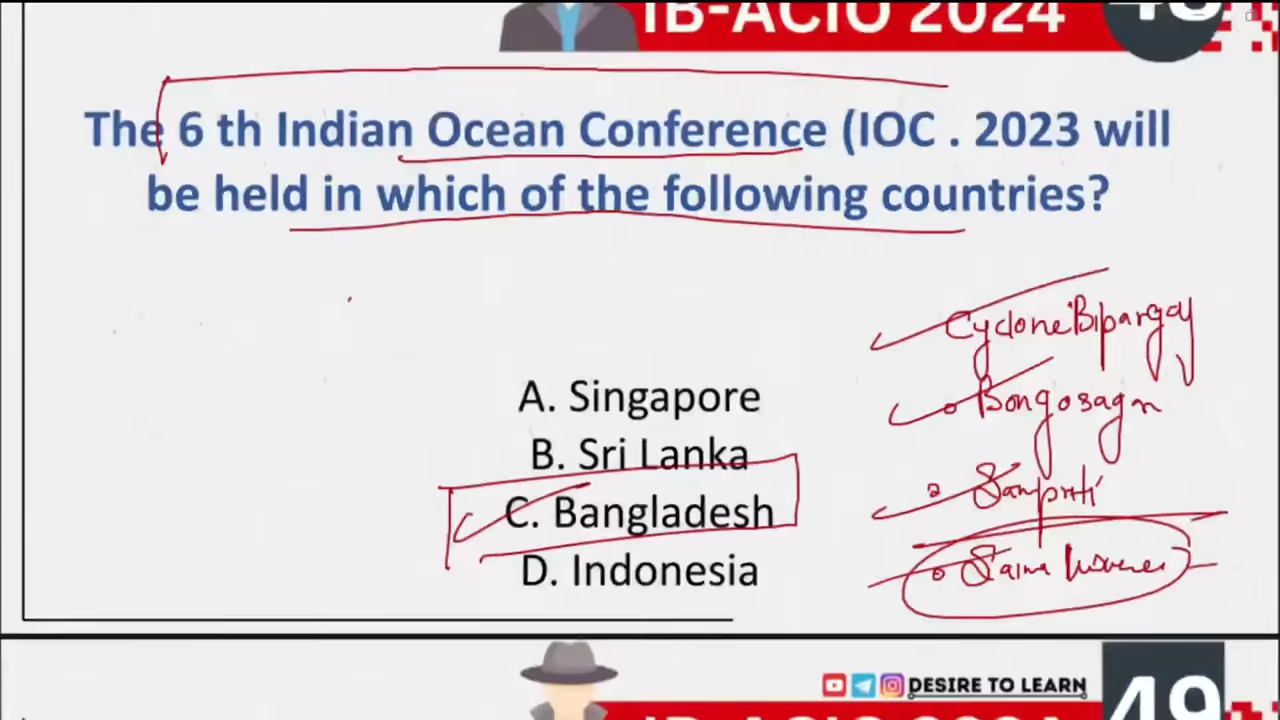 IB-ACIO 2024
48
The 6 th Indian Ocean Conference (IOC . 2023 will
be held in which of the following countries?
Cyclone Biparjoy
A. Singapore
Bongosagar
B. Sri Lanka
Sampriti
C. Bangladesh
D. Indonesia
DESIRE TO LEARN
49
IB-ACIO 2024